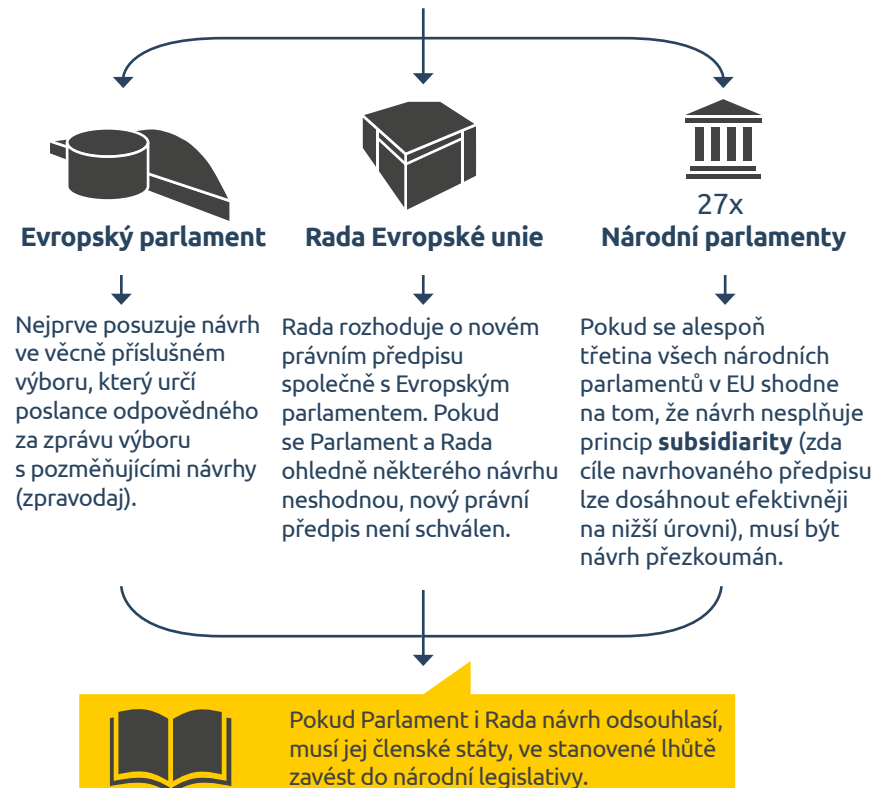 Evropský parlament
Nejprve posuzuje návrh
ve věcně příslušném
výboru, který určí
poslance odpovědného
za zprávu výboru
s pozměňujícími návrhy
(zpravodaj).
Rada Evropské unie
Rada rozhoduje o novém
právním předpisu
společně s Evropským
parlamentem. Pokud
se Parlament a Rada
ohledně některého návrhu
neshodnou, nový právní
předpis není schválen.
27x
Národní parlamenty
Pokud se alespoň
třetina všech národních
parlamentů v EU shodne
na tom, že návrh nesplňuje
princip subsidiarity (zda
cíle navrhovaného předpisu
lze dosáhnout efektivněji
na nižší úrovni), musí být
návrh přezkoumán.
Pokud Parlament i Rada návrh odsouhlasí,
musí jej členské státy, ve stanovené lhůtě
zavést do národní legislativy.